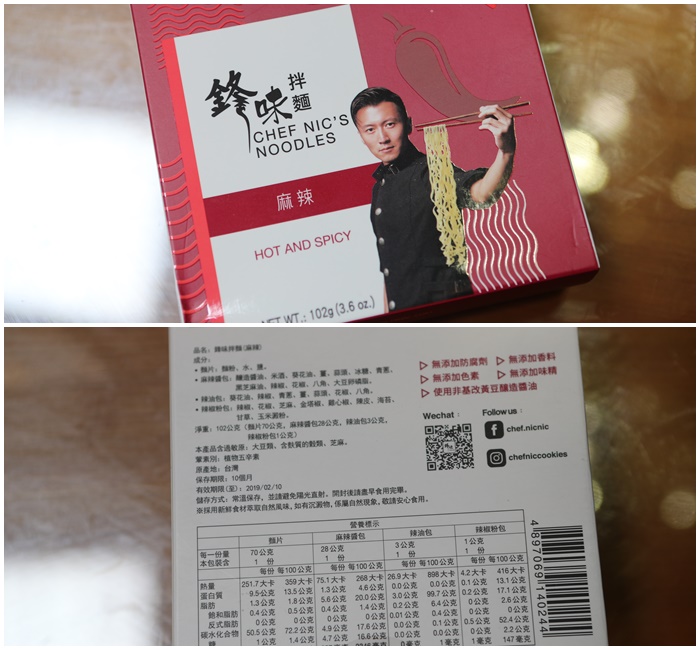 鋒味
拌麵
CHEF NIC'S
NOODLES
麻辣
HOT AND SPICY
NET WT.: 102g (3.6 oz.)
品名: 鋒味拌麵(麻辣)
成分:
• 麵片: 麵粉, 水, 鹽。
• 麻辣醬包: 釀造醬油、米酒、葵花油、薑、蒜頭、冰糖、青蔥、
黑芝麻油、辣椒、花椒、八角、大豆卵磷脂。
• 辣油包: 葵花油、辣椒、青蔥、薑、蒜頭、花椒、八角。
• 辣椒粉包: 辣椒、花椒、芝麻、金塔椒、雞心椒、陳皮、海苔、
甘草、玉米澱粉。
淨重: 102公克 (麵片70公克, 麻辣醬包28公克, 辣油包3公克,
辣椒粉包1公克)
本產品含過敏原: 大豆類、含麩質的穀類、芝麻。
葷素別: 植物五辛素
原產地: 台灣
保存期限: 10個月
有效期限(至): 2019/02/10
儲存方式: 常溫保存, 並請避免陽光直射。開封後請盡早食用完畢。
※採用新鮮食材萃取自然風味, 如有沉澱物, 係屬自然現象, 敬請安心食用。
▷ 無添加防腐劑 ▷ 無添加香料
▷ 無添加色素 ▷ 無添加味精
▷ 使用非基改黃豆釀造醬油
Wechat :
Follow us :
chef.nicnic
chefniccookies
營養標示
麵片 麻辣醬包 辣油包 辣椒粉包
每一份量 70公克 28公克 3公克 1公克
本包裝含 1 份 1 份 1 份 1 份
每份 每100公克 每份 每100公克 每份 每100公克 每份 每100公克
熱量 251.7大卡 359大卡 75.1大卡 268大卡 26.9大卡 898大卡 4.2大卡 416大卡
蛋白質 9.5公克 13.5公克 1.3公克 4.6公克 0.0公克 0.0公克 0.1公克 13.1公克
脂肪 1.3公克 1.8公克 5.6公克 20.0公克 3.0公克 99.7公克 0.2公克 17.1公克
飽和脂肪 0.4公克 0.5公克 0.4公克 1.4公克 0.2公克 6.4公克 0公克 2.6公克
反式脂肪 0公克 0公克 0公克 0公克 0.01公克 0.4公克 0公克 0公克
碳水化合物 50.5公克 72.2公克 4.9公克 17.6公克 0公克 0.1公克 0.5公克 52.4公克
糖 1公克 1.4公克 4.7公克 16.6公克 0公克 0公克 0公克 2.2公克
0毫克 1毫克 1毫克 147毫克
4 897069 140244